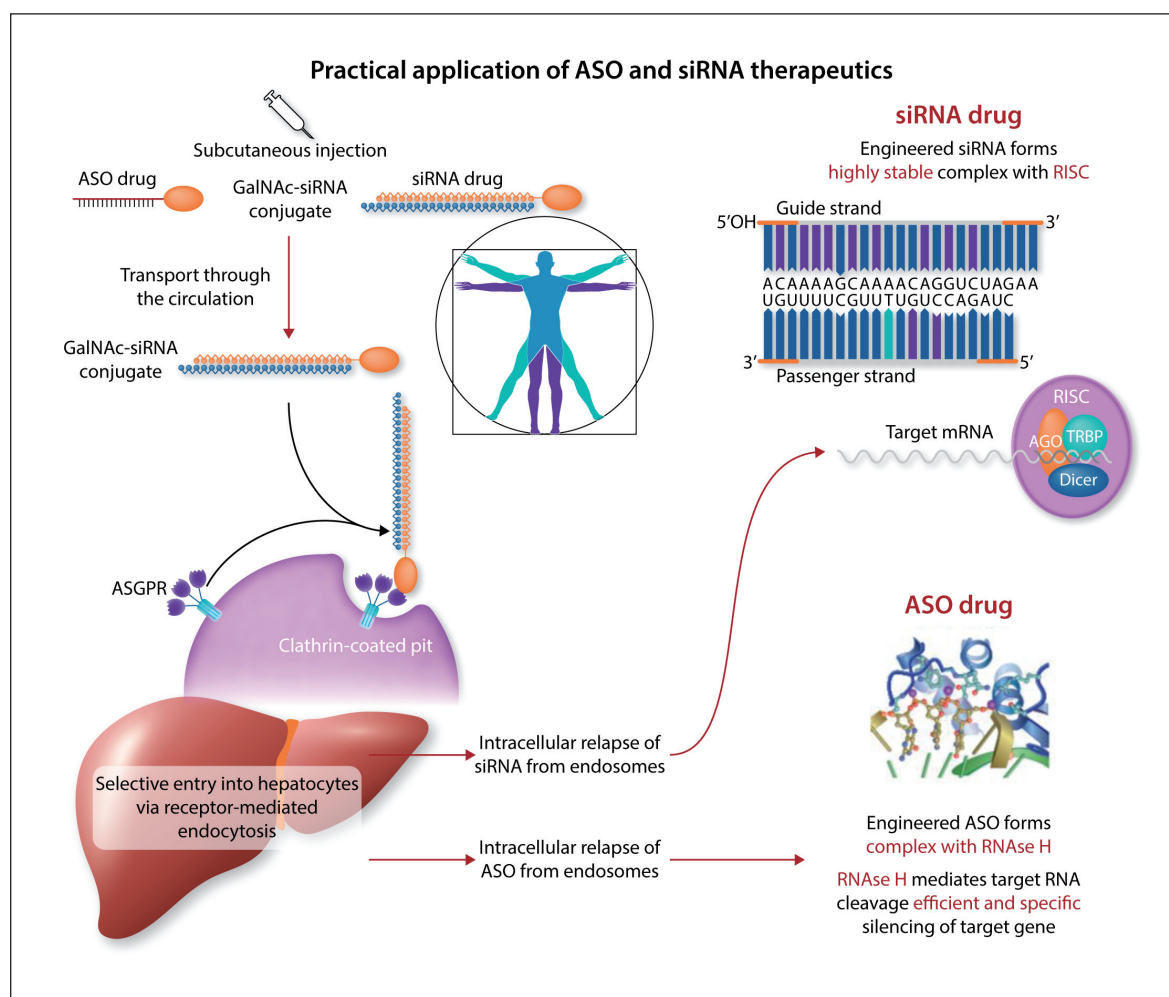 Practical application of ASO and siRNA therapeutics
Subcutaneous injection
ASO drug
GalNAc-siRNA
conjugate
siRNA drug
Transport through
the circulation
GalNAc-siRNA
conjugate
ASGPR
Clathrin-coated pit
Selective entry into hepatocytes
via receptor-mediated
endocytosis
Intracellular relapse of
siRNA from endosomes
Intracellular relapse of
ASO from endosomes
siRNA drug
Engineered siRNA forms
highly stable complex with RISC
5’OH
Guide strand
3’
ACAAAAGCAAAACAGGUCUAGAA
UGUUUUCGUUTUGUCCAGAUC
3’
Passenger strand
5’
RISC
Target mRNA
AGO
TRBP
Dicer
ASO drug
Engineered ASO forms
complex with RNAse H
RNAse H mediates target RNA
cleavage efficient and specific
silencing of target gene